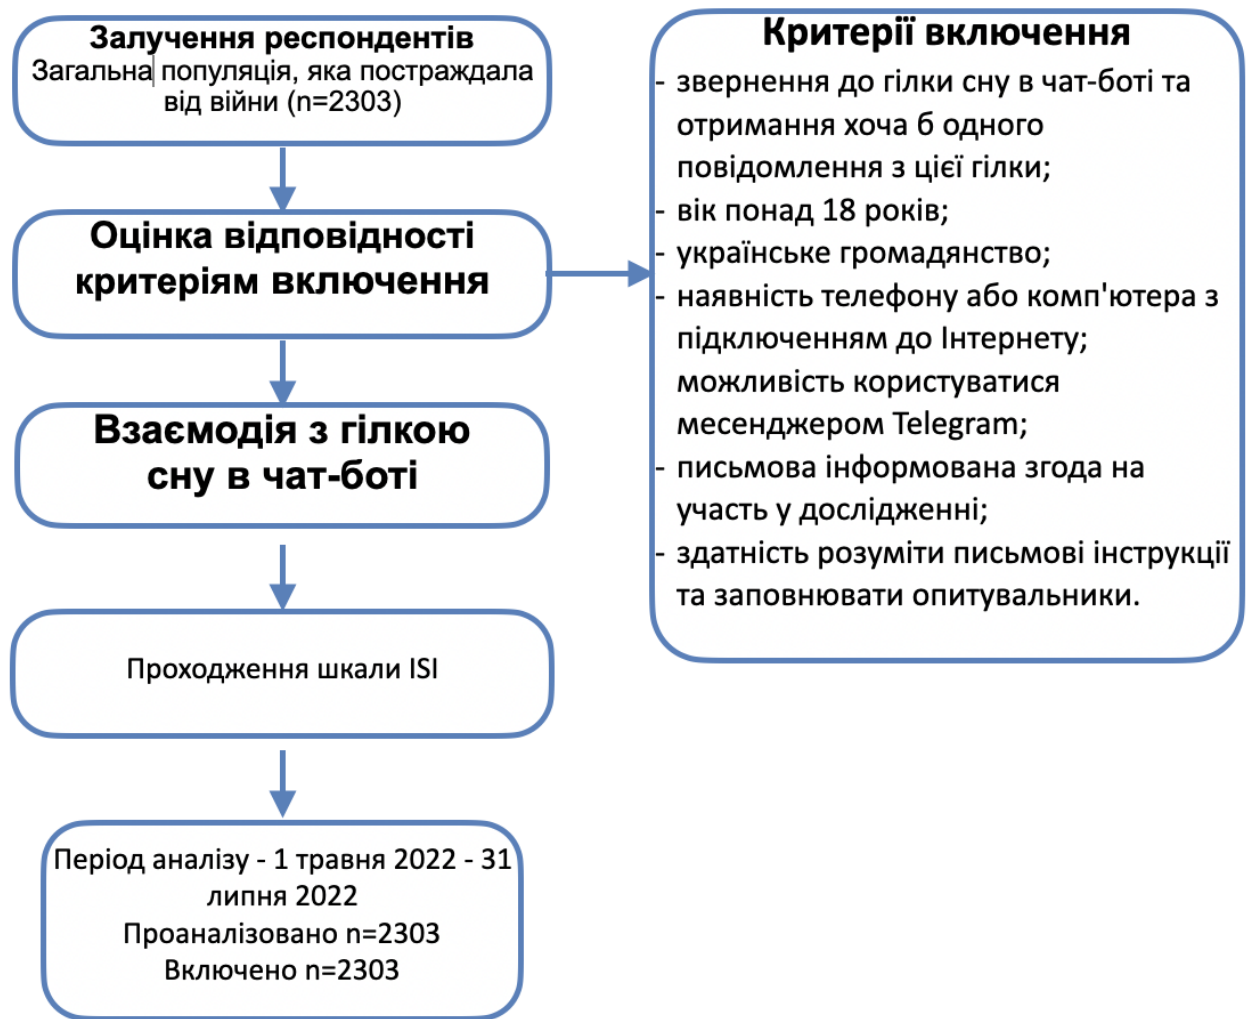 Залучення респондентів
Загальна популяція, яка постраждала
від війни (n=2303)
Оцінка відповідності
критеріям включення
Взаємодія з гілкою
сну в чат-боті
Проходження шкали ISI
Період аналізу - 1 травня 2022 - 31
липня 2022
Проаналізовано n=2303
Включено n=2303
Критерії включення
- звернення до гілки сну в чат-боті та
отримання хоча б одного
повідомлення з цієї гілки;
- вік понад 18 років;
- українське громадянство;
- наявність телефону або комп'ютера з
підключенням до Інтернету;
можливість користуватися
месенджером Telegram;
- письмова інформована згода на
участь у дослідженні;
- здатність розуміти письмові інструкції
та заповнювати опитувальники.